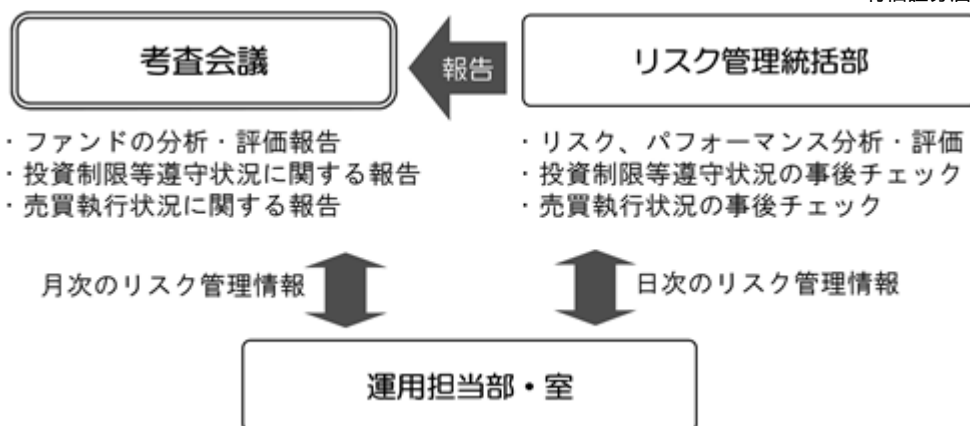 考査会議
報告
リスク管理統括部
・ファンドの分析・評価報告
・投資制限等遵守状況に関する報告
・売買執行状況に関する報告
・リスク、パフォーマンス分析・評価
・投資制限等遵守状況の事後チェック
・売買執行状況の事後チェック
月次のリスク管理情報
日次のリスク管理情報
運用担当部・室